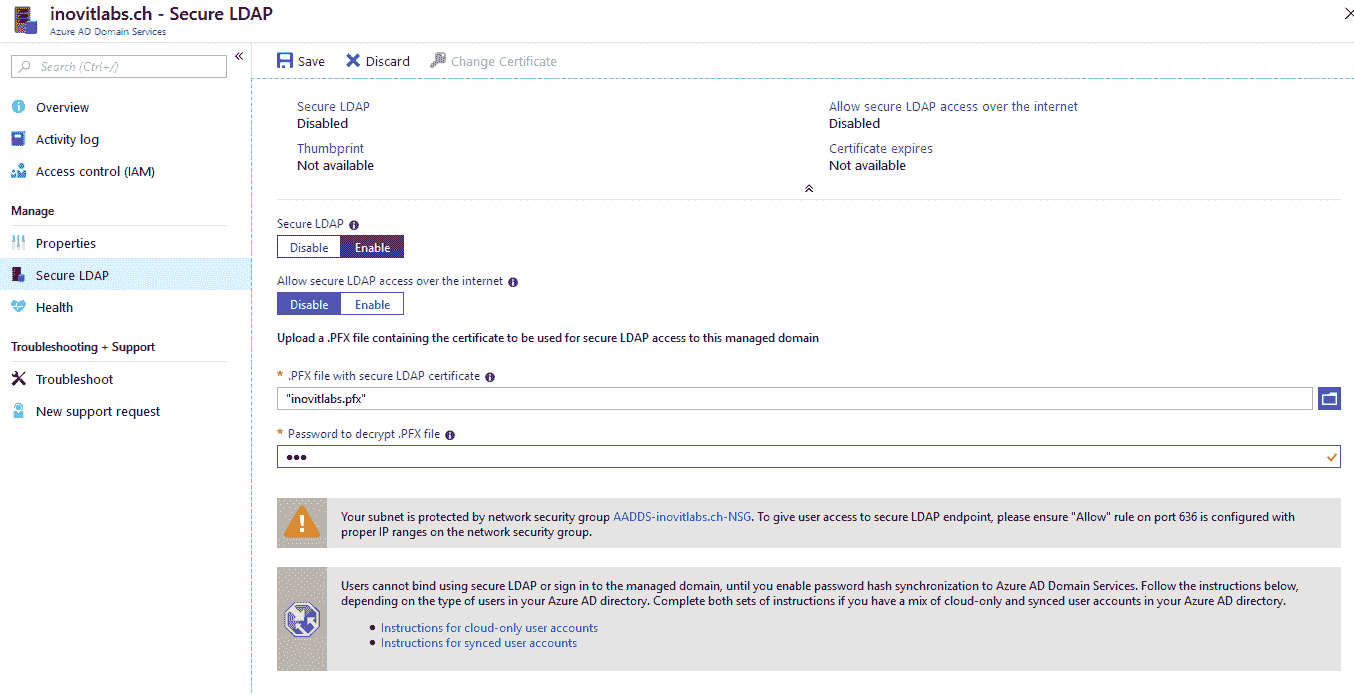 inovitlabs.ch - Secure LDAP
Azure AD Domain Services
Search (Ctrl+/)
«
Overview
Activity log
Access control (IAM)
Manage
Properties
Secure LDAP
Health
Troubleshooting + Support
Troubleshoot
New support request
Save Discard Change Certificate
Secure LDAP
Disabled
Allow secure LDAP access over the internet
Disabled
Thumbprint
Not available
Certificate expires
Not available
Secure LDAP
Disable Enable
Allow secure LDAP access over the internet
Disable Enable
Upload a .PFX file containing the certificate to be used for secure LDAP access to this managed domain
* .PFX file with secure LDAP certificate
"inovitlabs.pfx"
* Password to decrypt .PFX file
•••
Your subnet is protected by network security group AADDS-inovitlabs.ch-NSG. To give user access to secure LDAP endpoint, please ensure "Allow" rule on port 636 is configured with
proper IP ranges on the network security group.
Users cannot bind using secure LDAP or sign in to the managed domain, until you enable password hash synchronization to Azure AD Domain Services. Follow the instructions below,
depending on the type of users in your Azure AD directory. Complete both sets of instructions if you have a mix of cloud-only and synced user accounts in your Azure AD directory.
• Instructions for cloud-only user accounts
• Instructions for synced user accounts